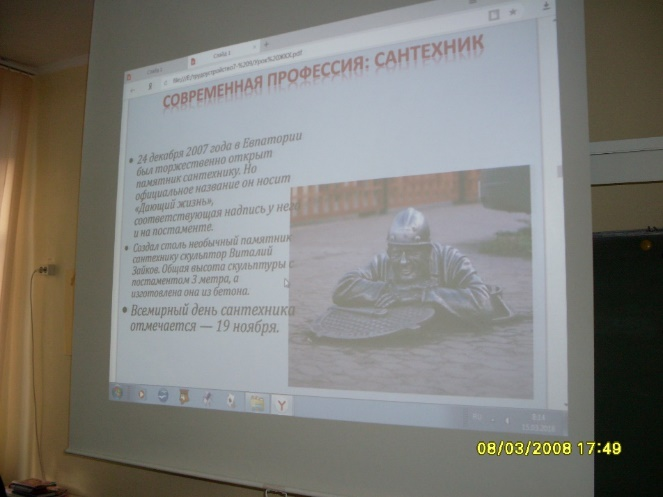 СОВРЕМЕННАЯ ПРОФЕССИЯ: САНТЕХНИК
• 24 декабря 2007 года в Евпатории
был торжественно открыт
памятник сантехнику. Но
официальное название он носит
«Дающий жизнь»,
соответствующая надпись у него
и на постаменте.
• Создал столь необычный памятник
сантехнику скульптор Виталий
Зайков. Общая высота скульптуры с
постаментом 3 метра, а
изготовлена она из бетона.
• Всемирный день сантехника
отмечается — 19 ноября.
08/03/2008 17:49